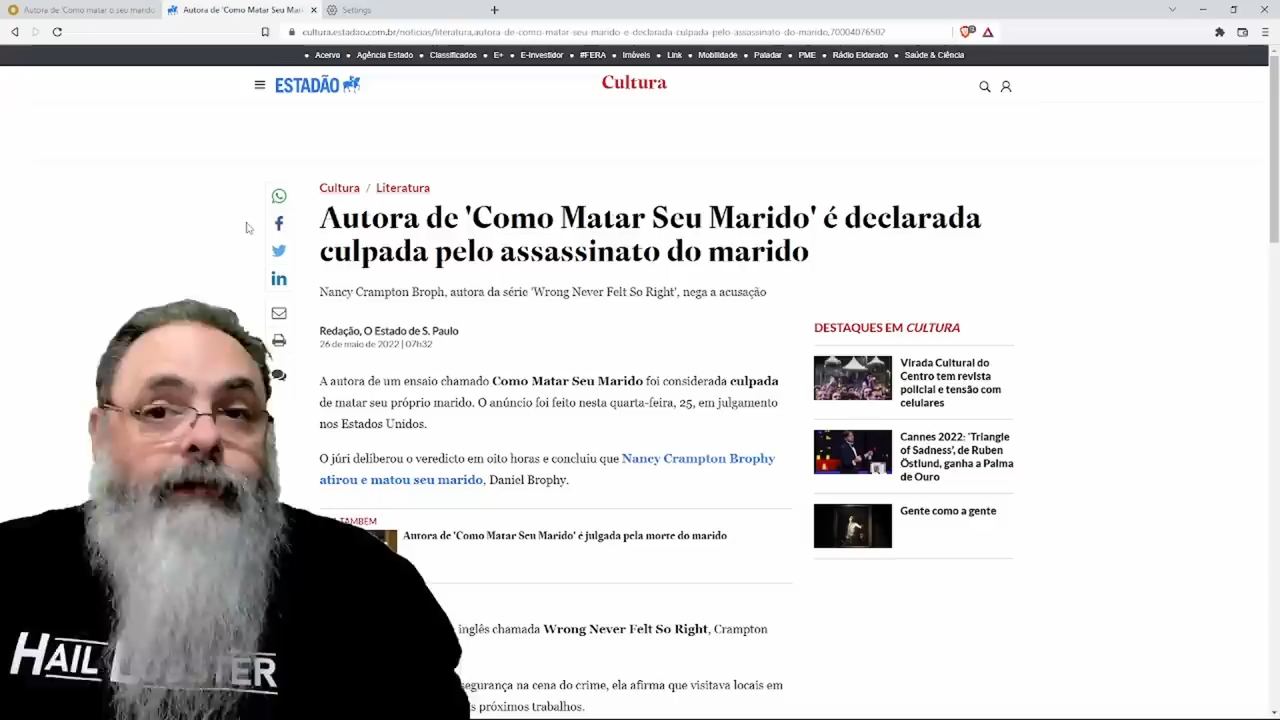 Autora de 'Como matar o seu marido
Autora de 'Como Matar Seu Mari
Settings
cultura.estadao.com.br/noticias/literatura,autora-de-como-matar-seu-marido-e-declarada-culpada-pelo-assassinato-do-marido,70004076502
Acervo • Agência Estado • Classificados • E+ • E-Investidor • #FERA • Imóveis • Link • Mobilidade • Paladar • PME • Rádio Eldorado • Saúde & Ciência
ESTADÃO
Cultura
Cultura / Literatura
Autora de 'Como Matar Seu Marido' é declarada
culpada pelo assassinato do marido
Nancy Crampton Broph, autora da série 'Wrong Never Felt So Right', nega a acusação
Redação, O Estado de S. Paulo
26 de maio de 2022 | 07h32
A autora de um ensaio chamado Como Matar Seu Marido foi considerada culpada
de matar seu próprio marido. O anúncio foi feito nesta quarta-feira, 25, em julgamento
nos Estados Unidos.
O júri deliberou o veredicto em oito horas e concluiu que Nancy Crampton Brophy
atirou e matou seu marido, Daniel Brophy.
TAMBÉM
Autora de 'Como Matar Seu Marido' é julgada pela morte do marido
inglês chamada Wrong Never Felt So Right, Crampton
segurança na cena do crime, ela afirma que visitava locais em
próximos trabalhos.
DESTAQUES EM CULTURA
Virada Cultural do
Centro tem revista
policial e tensão com
celulares
Cannes 2022: 'Triangle
of Sadness', de Ruben
Östlund, ganha a Palma
de Ouro
Gente como a gente
HAIL